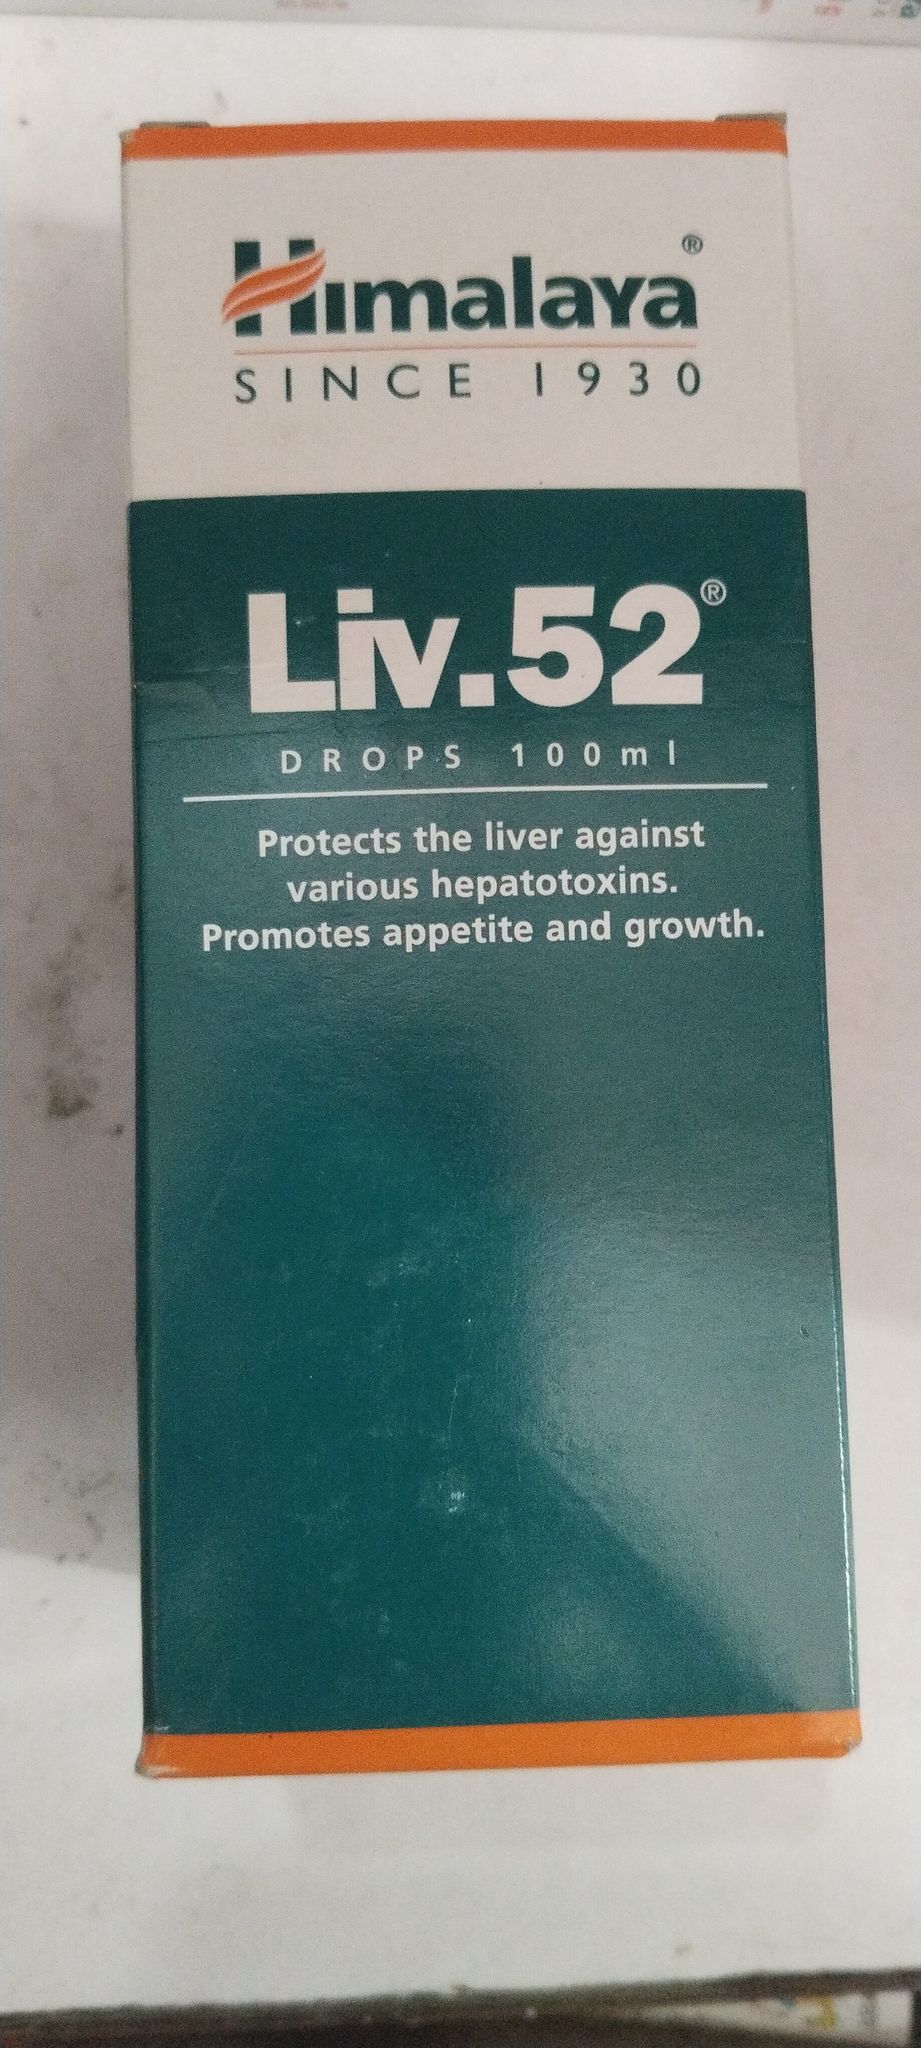 Himalaya®
SINCE 1930
Liv.52®
DROPS 100ml
Protects the liver against
various hepatotoxins.
Promotes appetite and growth.